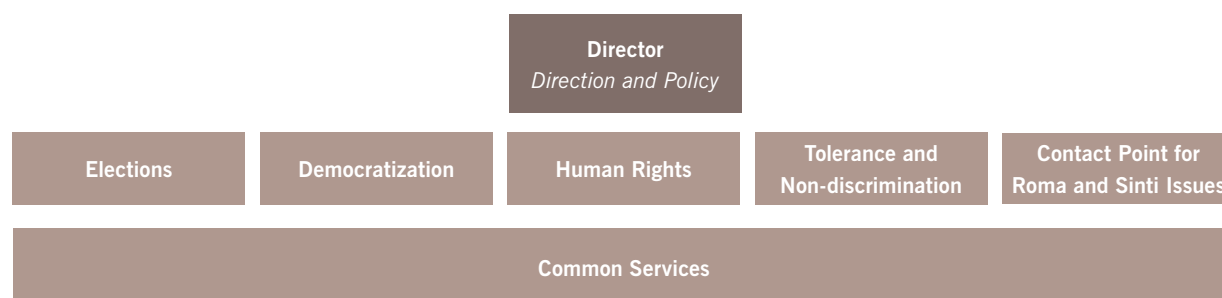 Director
Direction and Policy
Elections
Democratization
Human Rights
Tolerance and
Non-discrimination
Contact Point for
Roma and Sinti Issues
Common Services